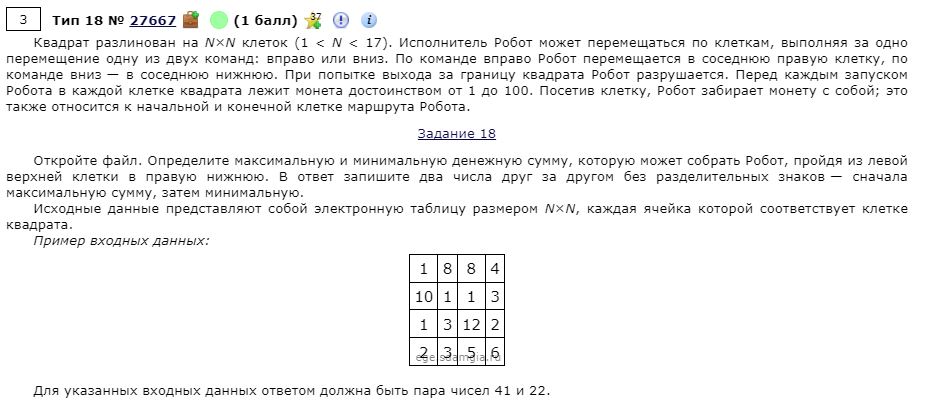 3 Тип 18 № 27667 (1 балл) 37
Квадрат разлинован на N×N клеток (1 < N < 17). Исполнитель Робот может перемещаться по клеткам, выполняя за одно
перемещение одну из двух команд: вправо или вниз. По команде вправо Робот перемещается в соседнюю правую клетку, по
команде вниз — в соседнюю нижнюю. При попытке выхода за границу квадрата Робот разрушается. Перед каждым запуском
Робота в каждой клетке квадрата лежит монета достоинством от 1 до 100. Посетив клетку, Робот забирает монету с собой; это
также относится к начальной и конечной клетке маршрута Робота.
Задание 18
Откройте файл. Определите максимальную и минимальную денежную сумму, которую может собрать Робот, пройдя из левой
верхней клетки в правую нижнюю. В ответ запишите два числа друг за другом без разделительных знаков — сначала
максимальную сумму, затем минимальную.
Исходные данные представляют собой электронную таблицу размером N×N, каждая ячейка которой соответствует клетке
квадрата.
Пример входных данных:
1 8 8 4
10 1 1 3
1 3 12 2
2 3 5 6
ege.sdamgia.ru
Для указанных входных данных ответом должна быть пара чисел 41 и 22.